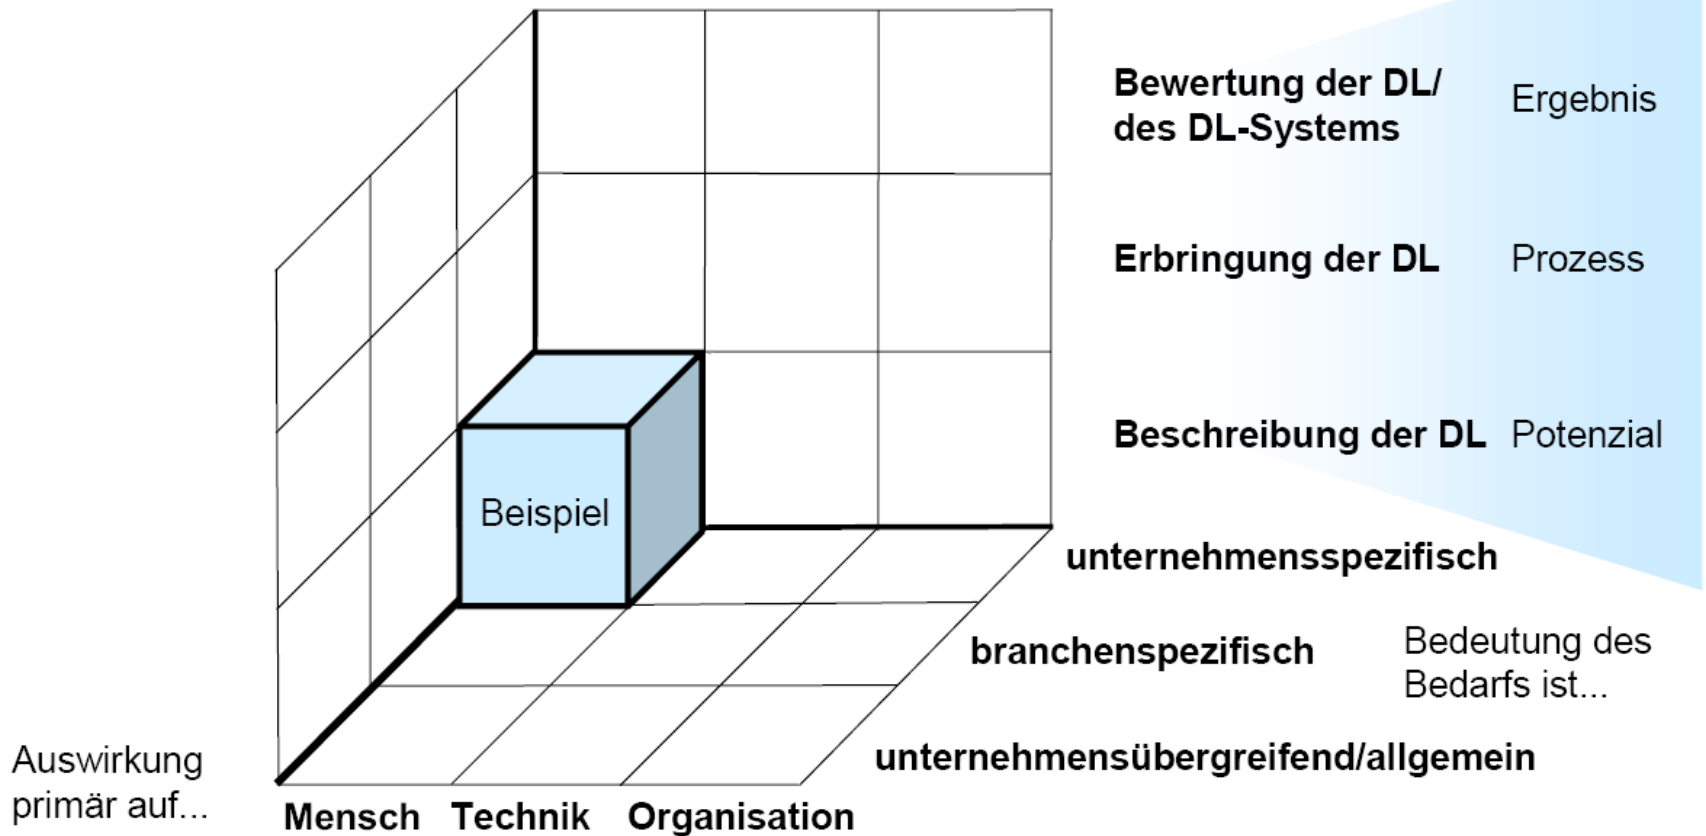 Bewertung der DL/
des DL-Systems
Ergebnis
Erbringung der DL
Prozess
Beschreibung der DL
Potenzial
Beispiel
unternehmensspezifisch
branchenspezifisch
Bedeutung des
Bedarfs ist...
unternehmensübergreifend/allgemein
Auswirkung
primär auf...
Mensch
Technik
Organisation